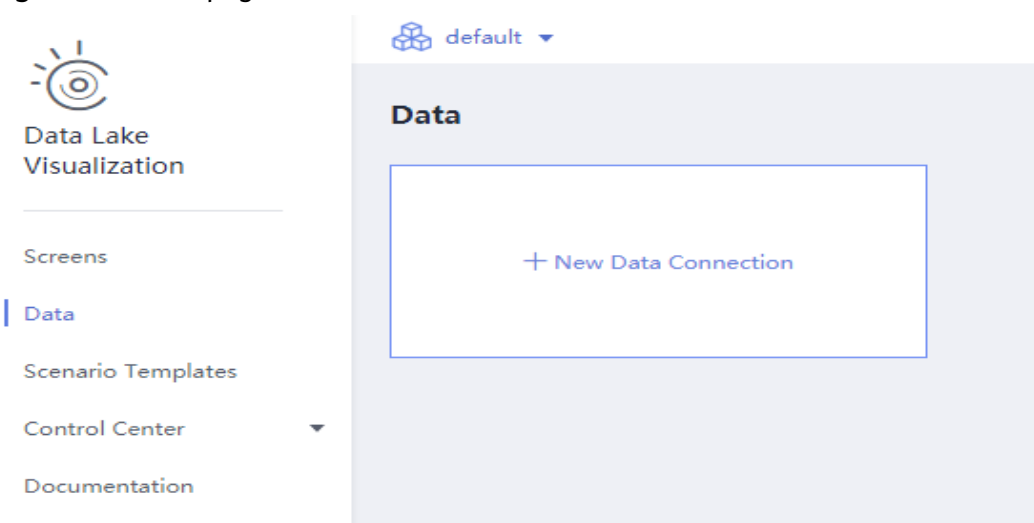 Data Lake
Visualization
Screens
Data
Scenario Templates
Control Center
Documentation
default
Data
+ New Data Connection